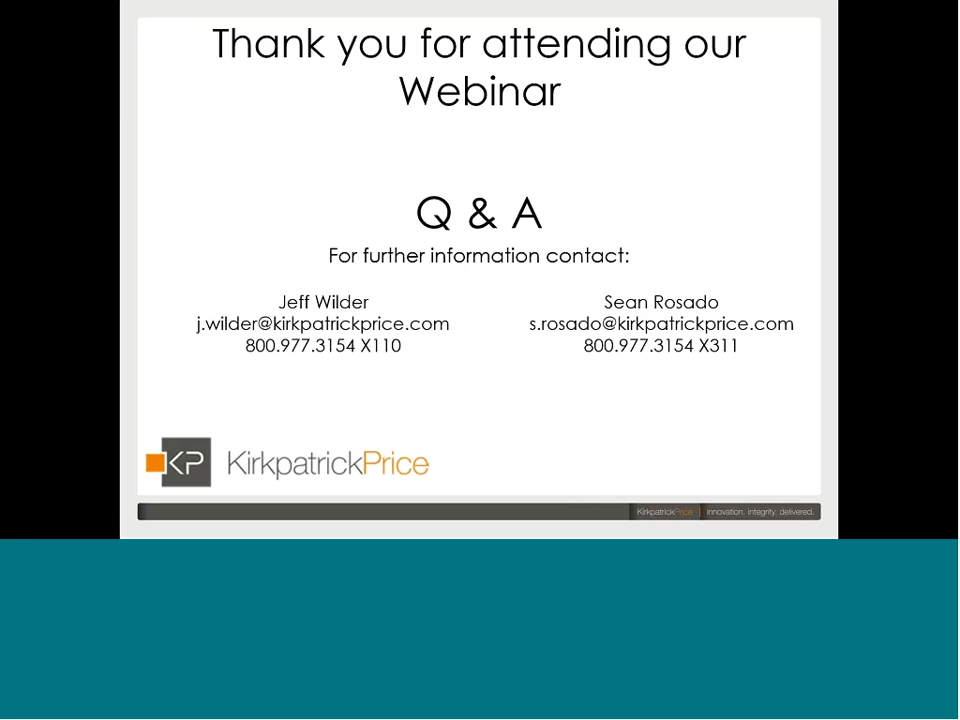 Thank you for attending our
Webinar
Q & A
For further information contact:
Jeff Wilder
j.wilder@kirkpatrickprice.com
800.977.3154 X110
Sean Rosado
s.rosado@kirkpatrickprice.com
800.977.3154 X311
KP KirkpatrickPrice
KirkpatrickPrice innovation. integrity. delivered.